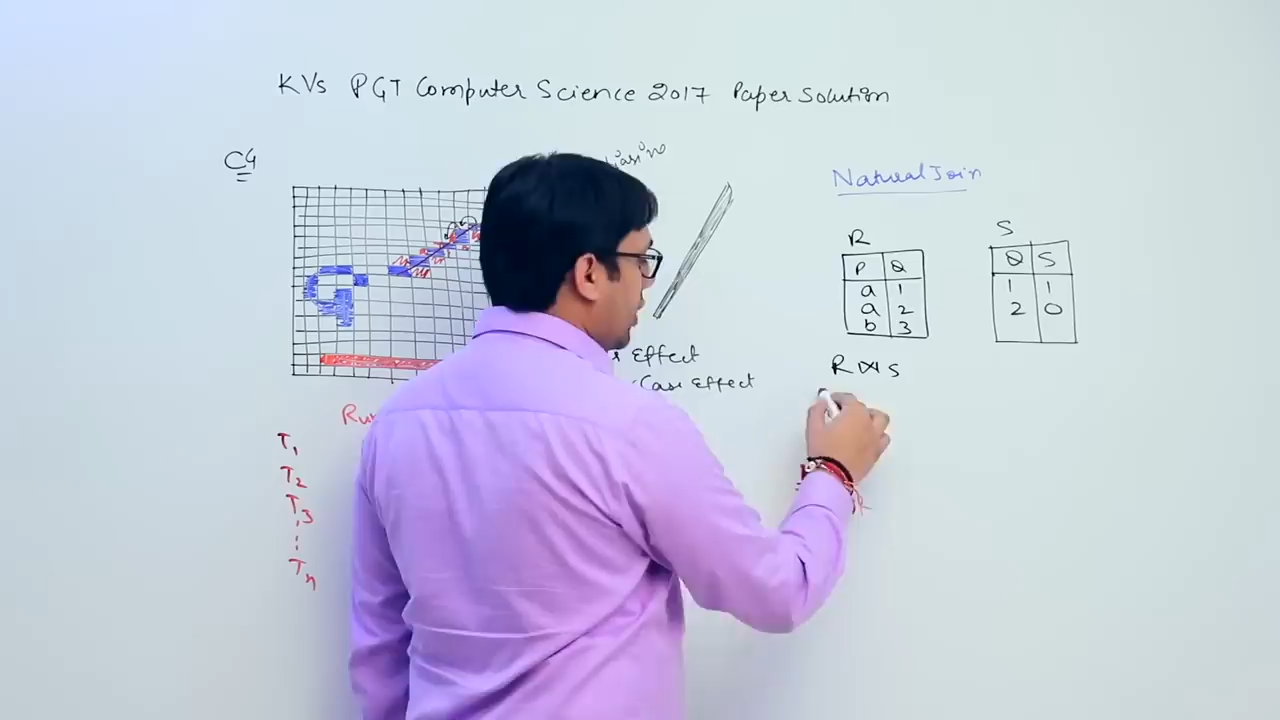 KVs PGT Computer Science 2017 Paper Solution
CG
Natural Join
R
P Q
a 1
a 2
b 3
S
Q S
1 1
2 0
R⋈S
Effect
Case Effect
T1
T2
T3
Tn